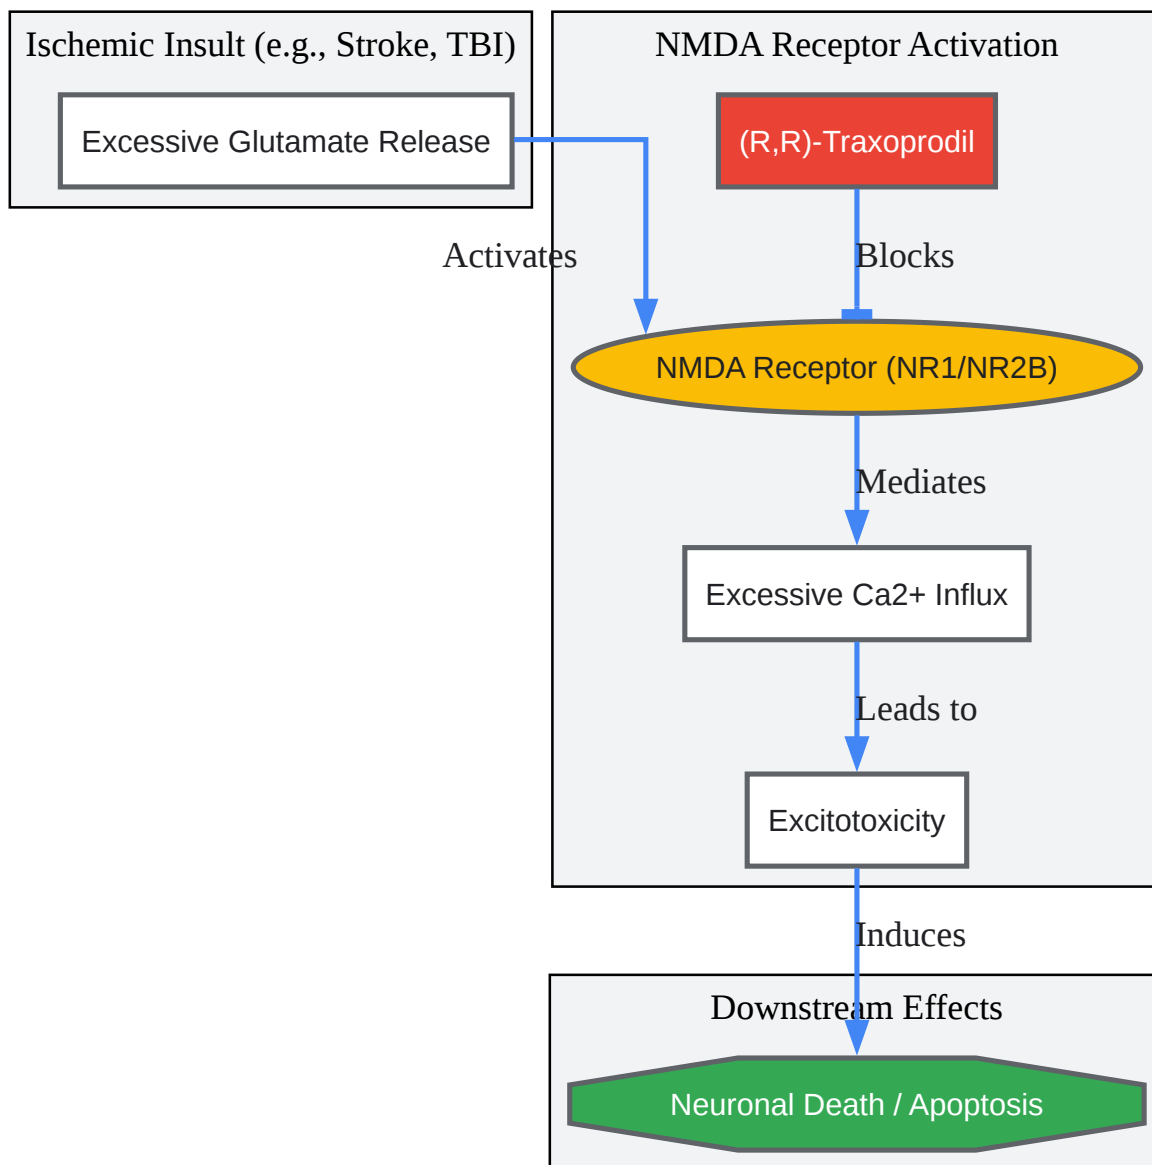 Ischemic Insult (e.g., Stroke, TBI)
NMDA Receptor Activation
Excessive Glutamate Release
(R,R)-Traxoprodil
Activates
Blocks
NMDA Receptor (NR1/NR2B)
Mediates
Excessive Ca2+ Influx
Leads to
Excitotoxicity
Induces
Downstream Effects
Neuronal Death / Apoptosis